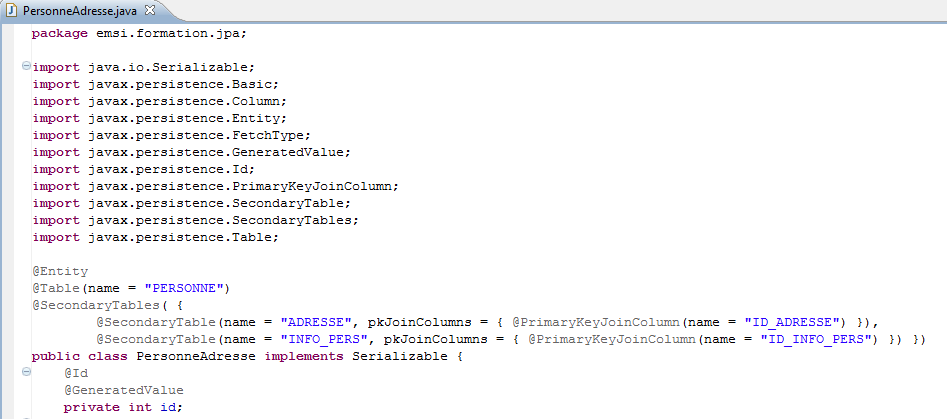 PersonneAdresse.java
package emsi.formation.jpa;
import java.io.Serializable;
import javax.persistence.Basic;
import javax.persistence.Column;
import javax.persistence.Entity;
import javax.persistence.FetchType;
import javax.persistence.GeneratedValue;
import javax.persistence.Id;
import javax.persistence.PrimaryKeyJoinColumn;
import javax.persistence.SecondaryTable;
import javax.persistence.SecondaryTables;
import javax.persistence.Table;
@Entity
@Table(name = "PERSONNE")
@SecondaryTables( {
@SecondaryTable(name = "ADRESSE", pkJoinColumns = { @PrimaryKeyJoinColumn(name = "ID_ADRESSE") }),
@SecondaryTable(name = "INFO_PERS", pkJoinColumns = { @PrimaryKeyJoinColumn(name = "ID_INFO_PERS") }) })
public class PersonneAdresse implements Serializable {
@Id
@GeneratedValue
private int id;